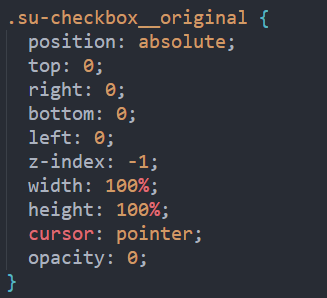 .su-checkbox__original {
position: absolute;
top: 0;
right: 0;
bottom: 0;
left: 0;
z-index: -1;
width: 100%;
height: 100%;
cursor: pointer;
opacity: 0;
}